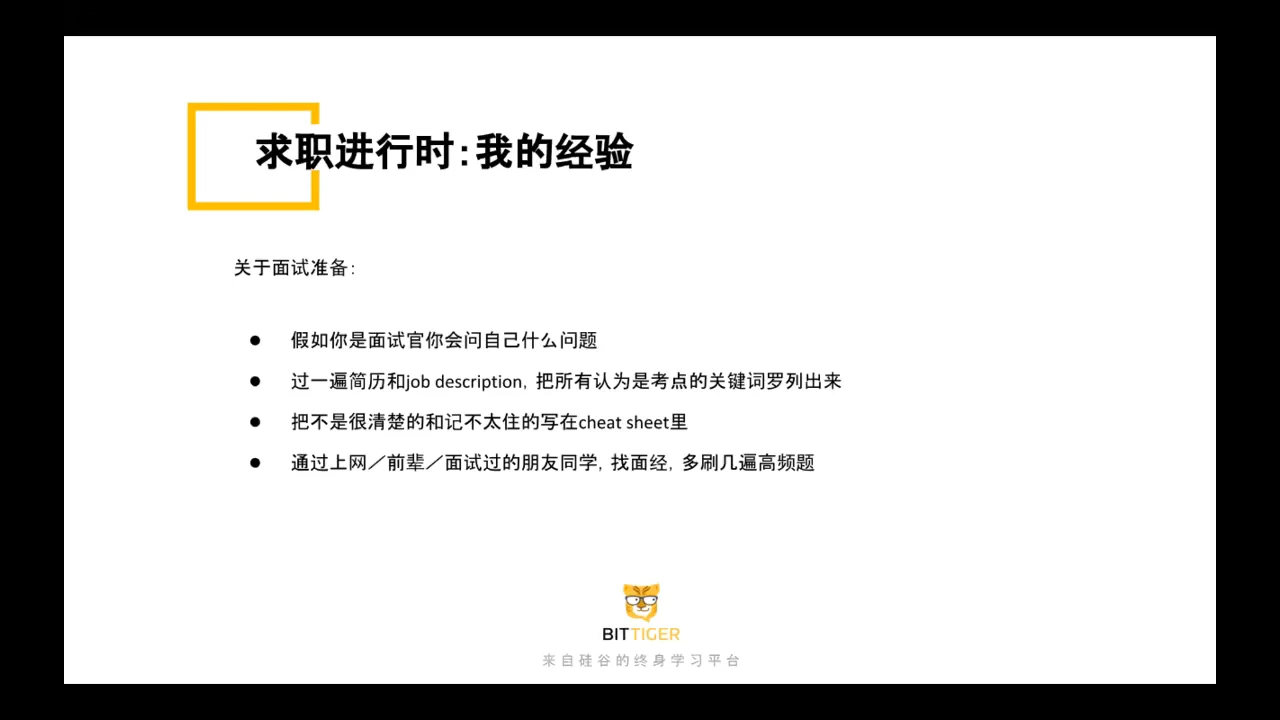 求职进行时：我的经验
关于面试准备：
● 假如你是面试官你会问自己什么问题
● 过一遍简历和job description，把所有认为是考点的关键词罗列出来
● 把不是很清楚的和记不太住的写在cheat sheet里
● 通过上网／前辈／面试过的朋友同学，找面经，多刷几遍高频题
BITTIGER
来自硅谷的终身学习平台